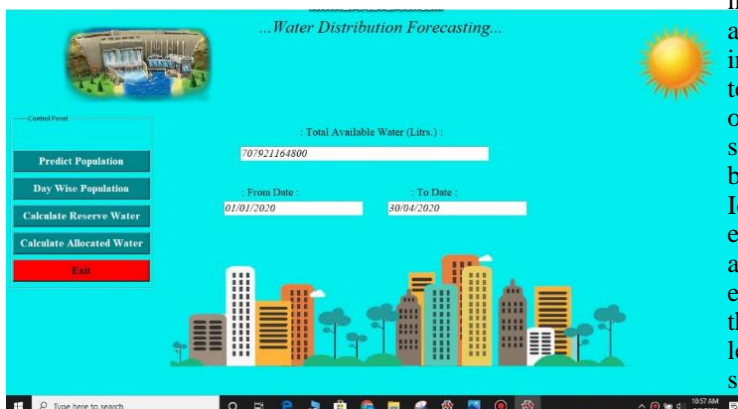 ...Water Distribution Forecasting...
-----Control Panel
: Total Available Water (Litrs.) :
707921164800
Predict Population
Day Wise Population
: From Date :
: To Date :
01/01/2020
30/04/2020
Calculate Reserve Water
Calculate Allocated Water
Exit
Type here to search
10:57 AM